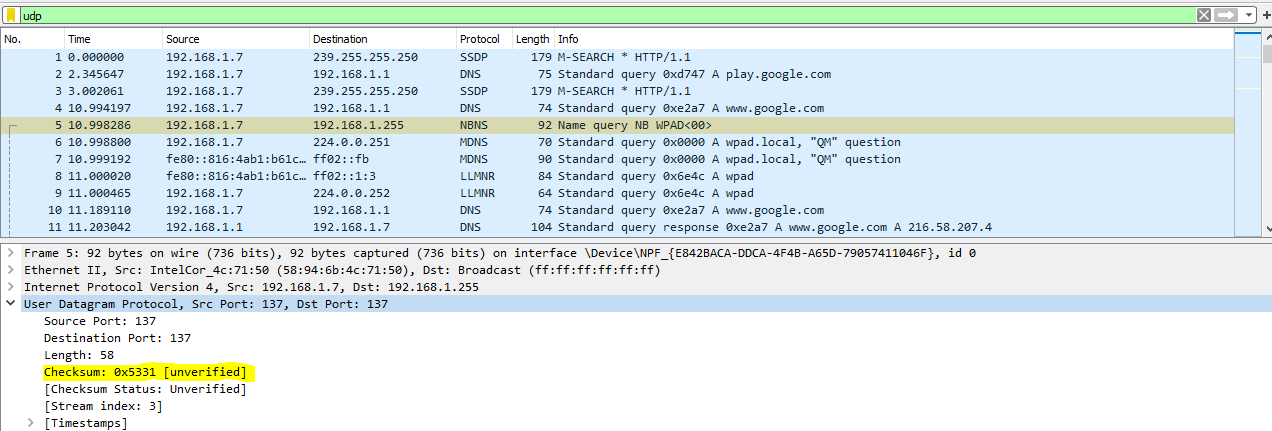 udp
No. Time Source Destination Protocol Length Info
1 0.000000 192.168.1.7 239.255.255.250 SSDP 179 M-SEARCH * HTTP/1.1
2 2.345647 192.168.1.7 192.168.1.1 DNS 75 Standard query 0xd747 A play.google.com
3 3.002061 192.168.1.7 239.255.255.250 SSDP 179 M-SEARCH * HTTP/1.1
4 10.994197 192.168.1.7 192.168.1.1 DNS 74 Standard query 0xe2a7 A www.google.com
5 10.998286 192.168.1.7 192.168.1.255 NBNS 92 Name query NB WPAD<00>
6 10.998800 192.168.1.7 224.0.0.251 MDNS 70 Standard query 0x0000 A wpad.local, "QM" question
7 10.999192 fe80::816:4ab1:b61c… ff02::fb MDNS 90 Standard query 0x0000 A wpad.local, "QM" question
8 11.000020 fe80::816:4ab1:b61c… ff02::1:3 LLMNR 84 Standard query 0x6e4c A wpad
9 11.000465 192.168.1.7 224.0.0.252 LLMNR 64 Standard query 0x6e4c A wpad
10 11.189110 192.168.1.7 192.168.1.1 DNS 74 Standard query 0xe2a7 A www.google.com
11 11.203042 192.168.1.1 192.168.1.7 DNS 104 Standard query response 0xe2a7 A www.google.com A 216.58.207.4
Frame 5: 92 bytes on wire (736 bits), 92 bytes captured (736 bits) on interface \Device\NPF_{E842BACA-DDCA-4F4B-A65D-79057411046F}, id 0
Ethernet II, Src: IntelCor_4c:71:50 (58:94:6b:4c:71:50), Dst: Broadcast (ff:ff:ff:ff:ff:ff)
Internet Protocol Version 4, Src: 192.168.1.7, Dst: 192.168.1.255
User Datagram Protocol, Src Port: 137, Dst Port: 137
Source Port: 137
Destination Port: 137
Length: 58
Checksum: 0x5331 [unverified]
[Checksum Status: Unverified]
[Stream index: 3]
[Timestamps]